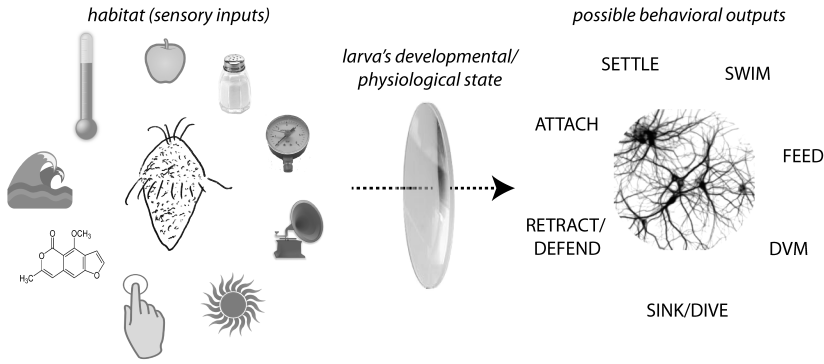 habitat (sensory inputs)
possible behavioral outputs
larva's developmental/
physiological state
SETTLE
SWIM
ATTACH
FEED
RETRACT/
DEFEND
DVM
SINK/DIVE
O
OCH₃
O
H₃C
O